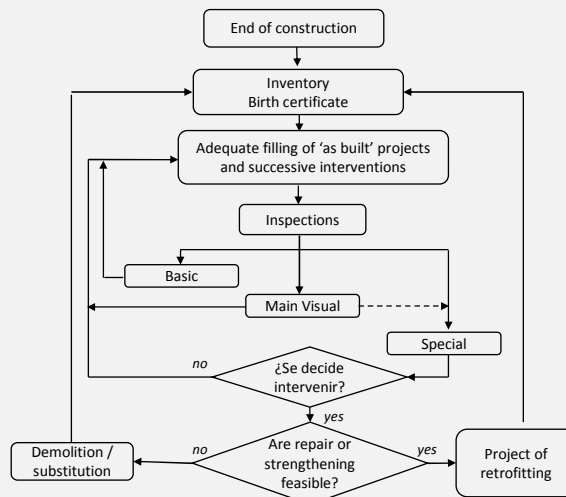 End of construction
Inventory
Birth certificate
Adequate filling of ‘as built’ projects
and successive interventions
Inspections
Basic
Main Visual
Special
no
¿Se decide
intervenir?
yes
Demolition /
substitution
no
Are repair or
strengthening
feasible?
yes
Project of
retrofitting